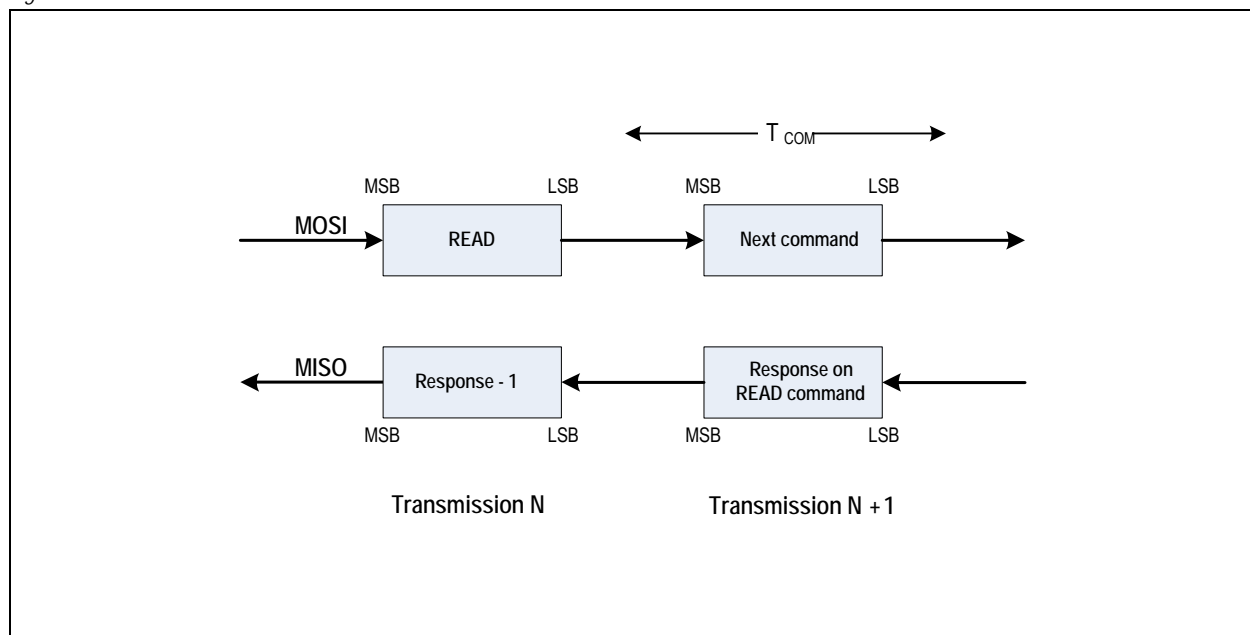 T COM
MSB LSB MSB LSB
MOSI READ Next command
MISO Response - 1 Response on
READ command
MSB LSB MSB LSB
Transmission N Transmission N +1